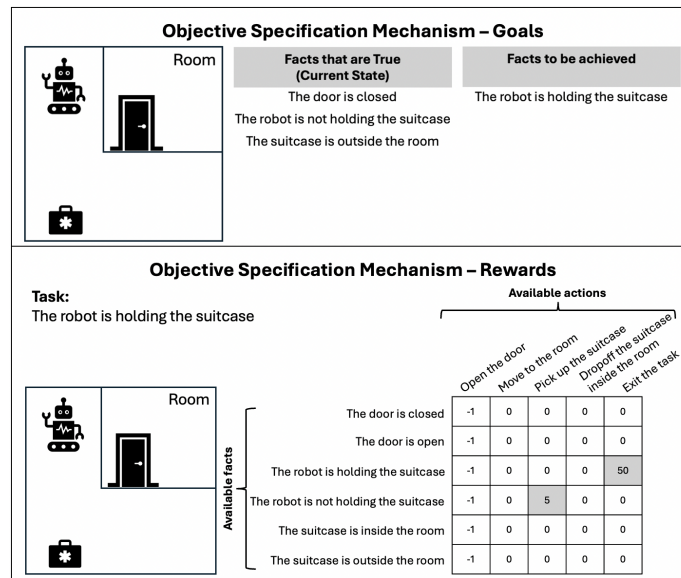 Objective Specification Mechanism – Goals
Room
Facts that are True
(Current State)
Facts to be achieved
The door is closed
The robot is holding the suitcase
The robot is not holding the suitcase
The suitcase is outside the room
Objective Specification Mechanism – Rewards
Task:
The robot is holding the suitcase
Available actions
Open the door
Move to the room
Pick up the suitcase
Dropoff the suitcase
inside the room
Exit the task
Room
Available facts
The door is closed -1 0 0 0 0
The door is open -1 0 0 0 0
The robot is holding the suitcase -1 0 0 0 50
The robot is not holding the suitcase -1 0 5 0 0
The suitcase is inside the room -1 0 0 0 0
The suitcase is outside the room -1 0 0 0 0